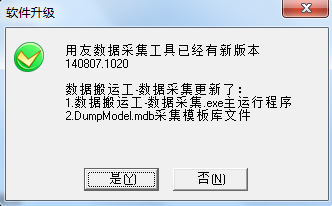 软件升级
用友数据采集工具已经有新版本
140807.1020
数据搬运工-数据采集更新了：
1.数据搬运工-数据采集.exe主运行程序
2.DumpModel.mdb采集模板库文件
是(Y) 否(N)